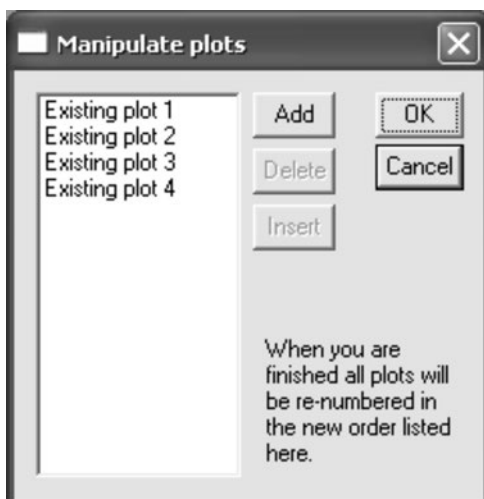 Manipulate plots
Existing plot 1
Existing plot 2
Existing plot 3
Existing plot 4
Add
Delete
Insert
OK
Cancel
When you are
finished all plots will
be re-numbered in
the new order listed
here.